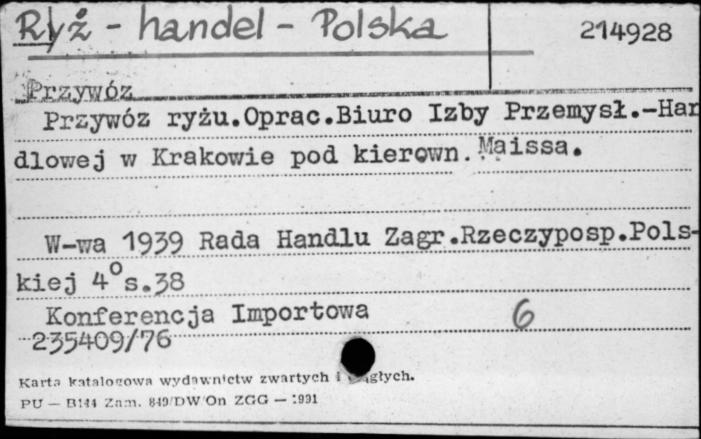 Ryż - handel - Polska 214928
Przywóz
Przywóz ryżu.Oprac.Biuro Izby Przemysł.-Han
dlowej w Krakowie pod kierown. Maissa.
W-wa 1939 Rada Handlu Zagr.Rzeczyposp.Pols-
kiej 4° s.38
Konferencja Importowa 6
235409/76
Karta katalogowa wydawnictw zwartych i
PU — B144 Zam. 849/DW/On ZGG — 1991